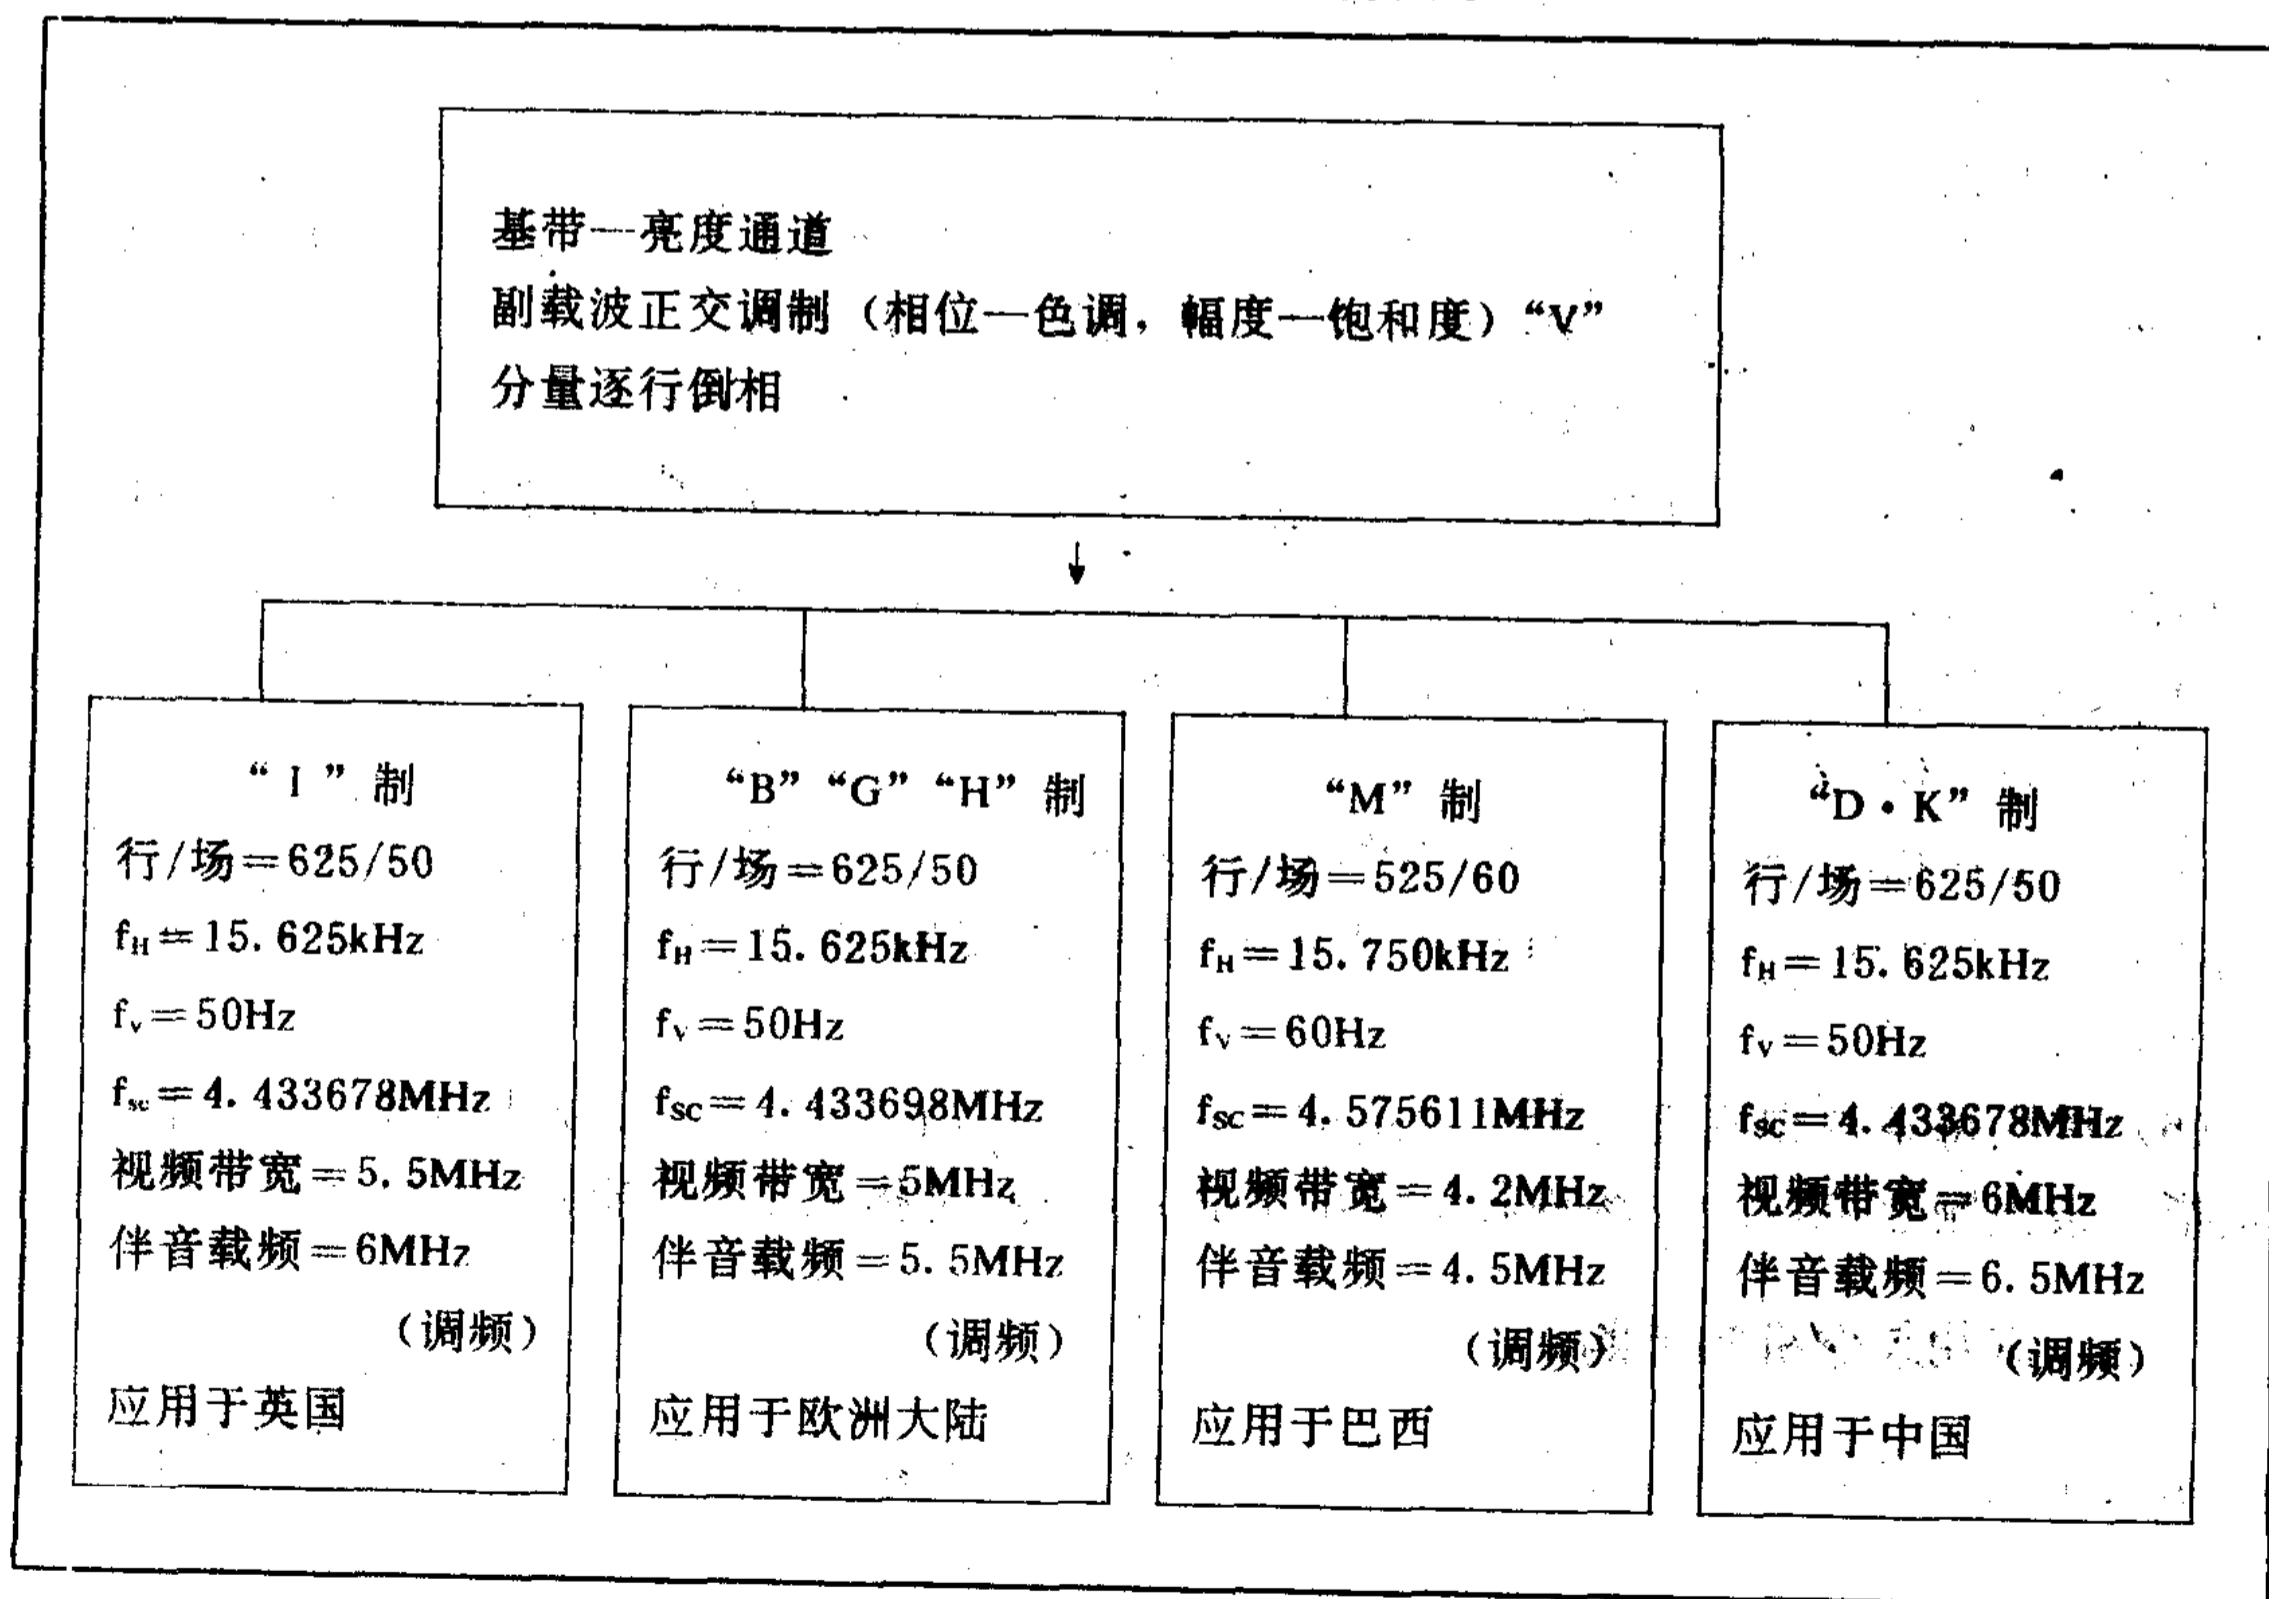 基带—亮度通道
副载波正交调制（相位—色调，幅度—饱和度）“V”
分量逐行倒相
“I”制
行/场=625/50
fH=15.625kHz
fv=50Hz
fsc=4.433678MHz
视频带宽=5.5MHz
伴音载频=6MHz
（调频）
应用于英国
“B”“G”“H”制
行/场=625/50
fH=15.625kHz
fv=50Hz
fsc=4.433698MHz
视频带宽=5MHz
伴音载频=5.5MHz
（调频）
应用于欧洲大陆
“M”制
行/场=525/60
fH=15.750kHz
fv=60Hz
fsc=4.575611MHz
视频带宽=4.2MHz
伴音载频=4.5MHz
（调频）
应用于巴西
“D·K”制
行/场=625/50
fH=15.625kHz
fv=50Hz
fsc=4.433678MHz
视频带宽=6MHz
伴音载频=6.5MHz
（调频）
应用于中国